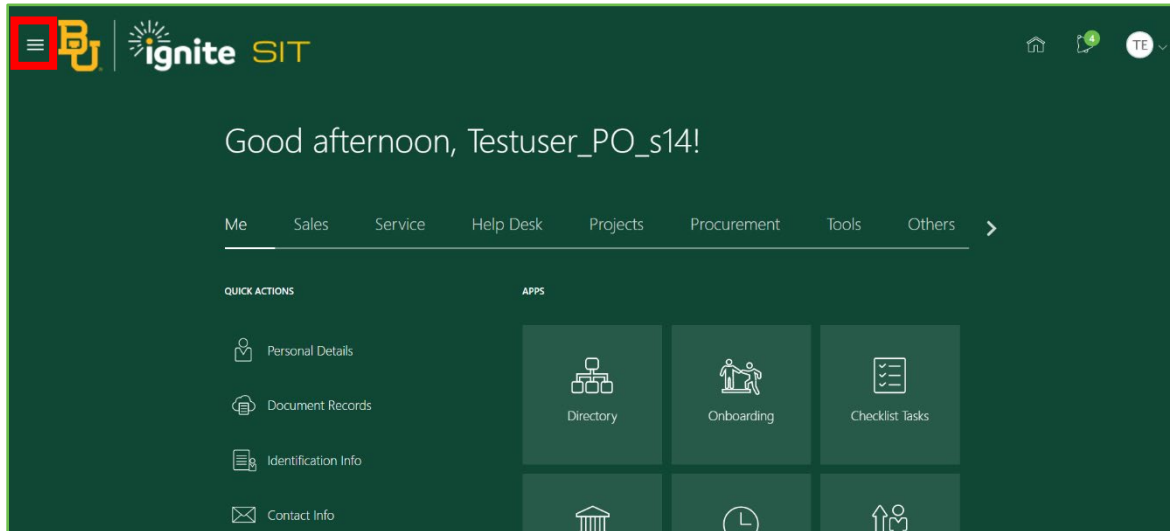 BU ignite SIT
4
TE
Good afternoon, Testuser_PO_s14!
Me Sales Service Help Desk Projects Procurement Tools Others
QUICK ACTIONS
APPS
Personal Details
Document Records
Identification Info
Contact Info
Directory
Onboarding
Checklist Tasks